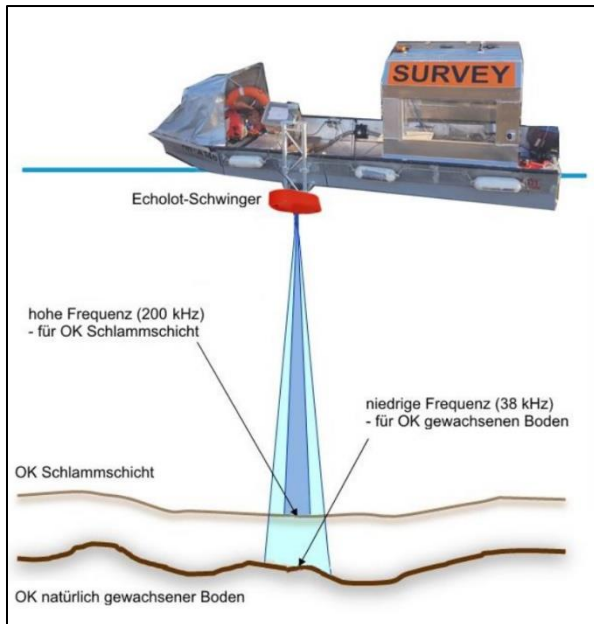 SURVEY
Echolot-Schwinger
hohe Frequenz (200 kHz)
- für OK Schlammschicht
niedrige Frequenz (38 kHz)
- für OK gewachsenen Boden
OK Schlammschicht
OK natürlich gewachsener Boden